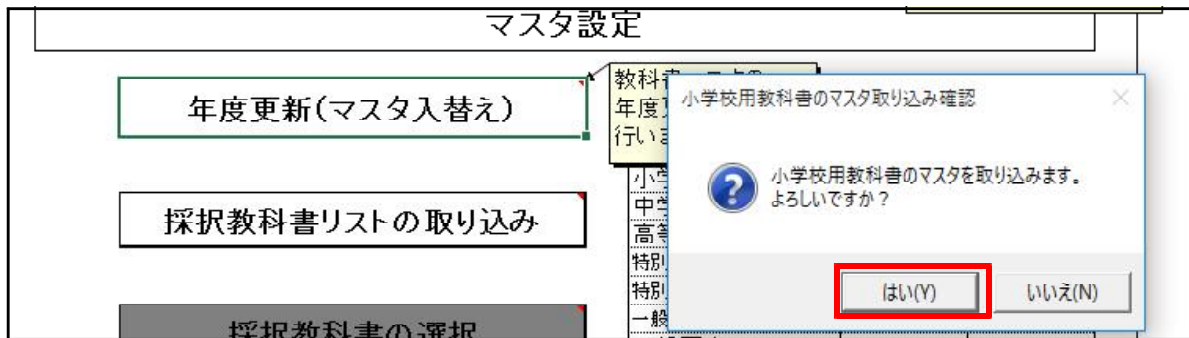 マスタ設定
年度更新(マスタ入替え)
教科
年度
行い
小学校用教科書のマスタ取り込み確認
小学校用教科書のマスタを取り込みます。
よろしいですか？
はい(Y)
いいえ(N)
採択教科書リストの取り込み
小学
中学
高等
特別
特別
一般
採択教科書の選択